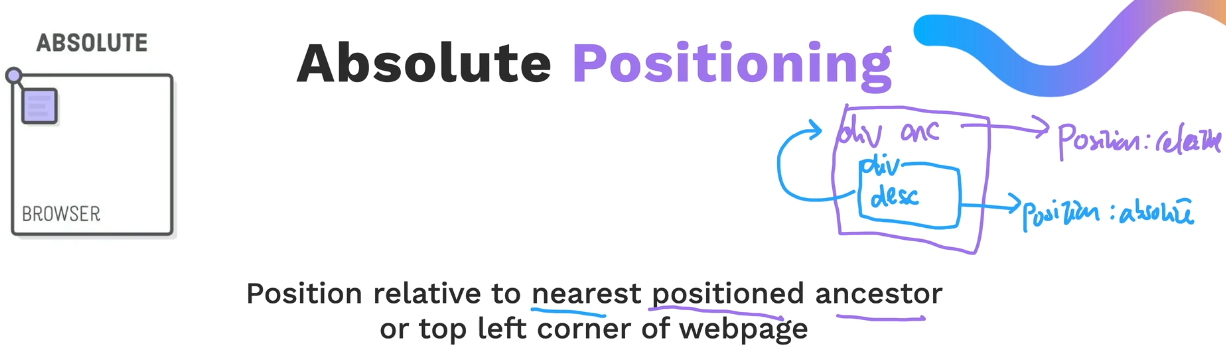 ABSOLUTE
Absolute Positioning
BROWSER
div anc
position: relative
div
desc
position: absolute
Position relative to nearest positioned ancestor
or top left corner of webpage